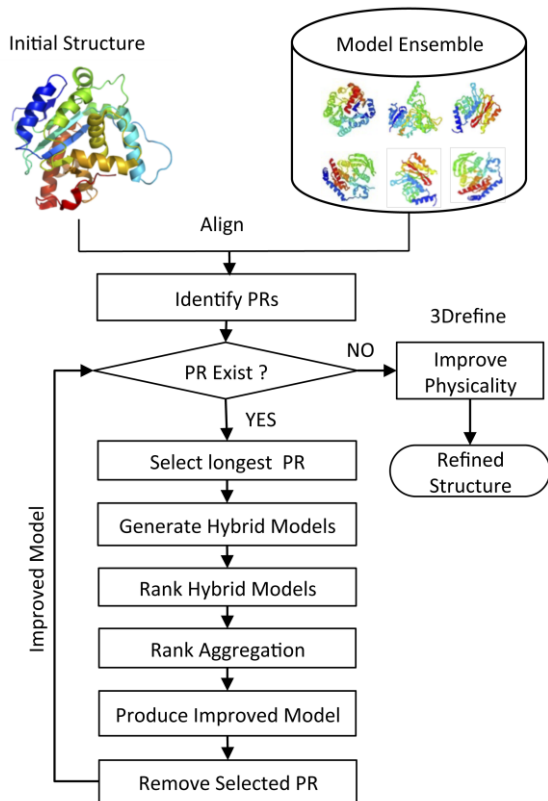 Initial Structure
Model Ensemble
Align
Identify PRs
3Drefine
PR Exist ?
NO
Improve
Physicality
YES
Refined
Structure
Select longest PR
Generate Hybrid Models
Rank Hybrid Models
Rank Aggregation
Produce Improved Model
Remove Selected PR
Improved Model